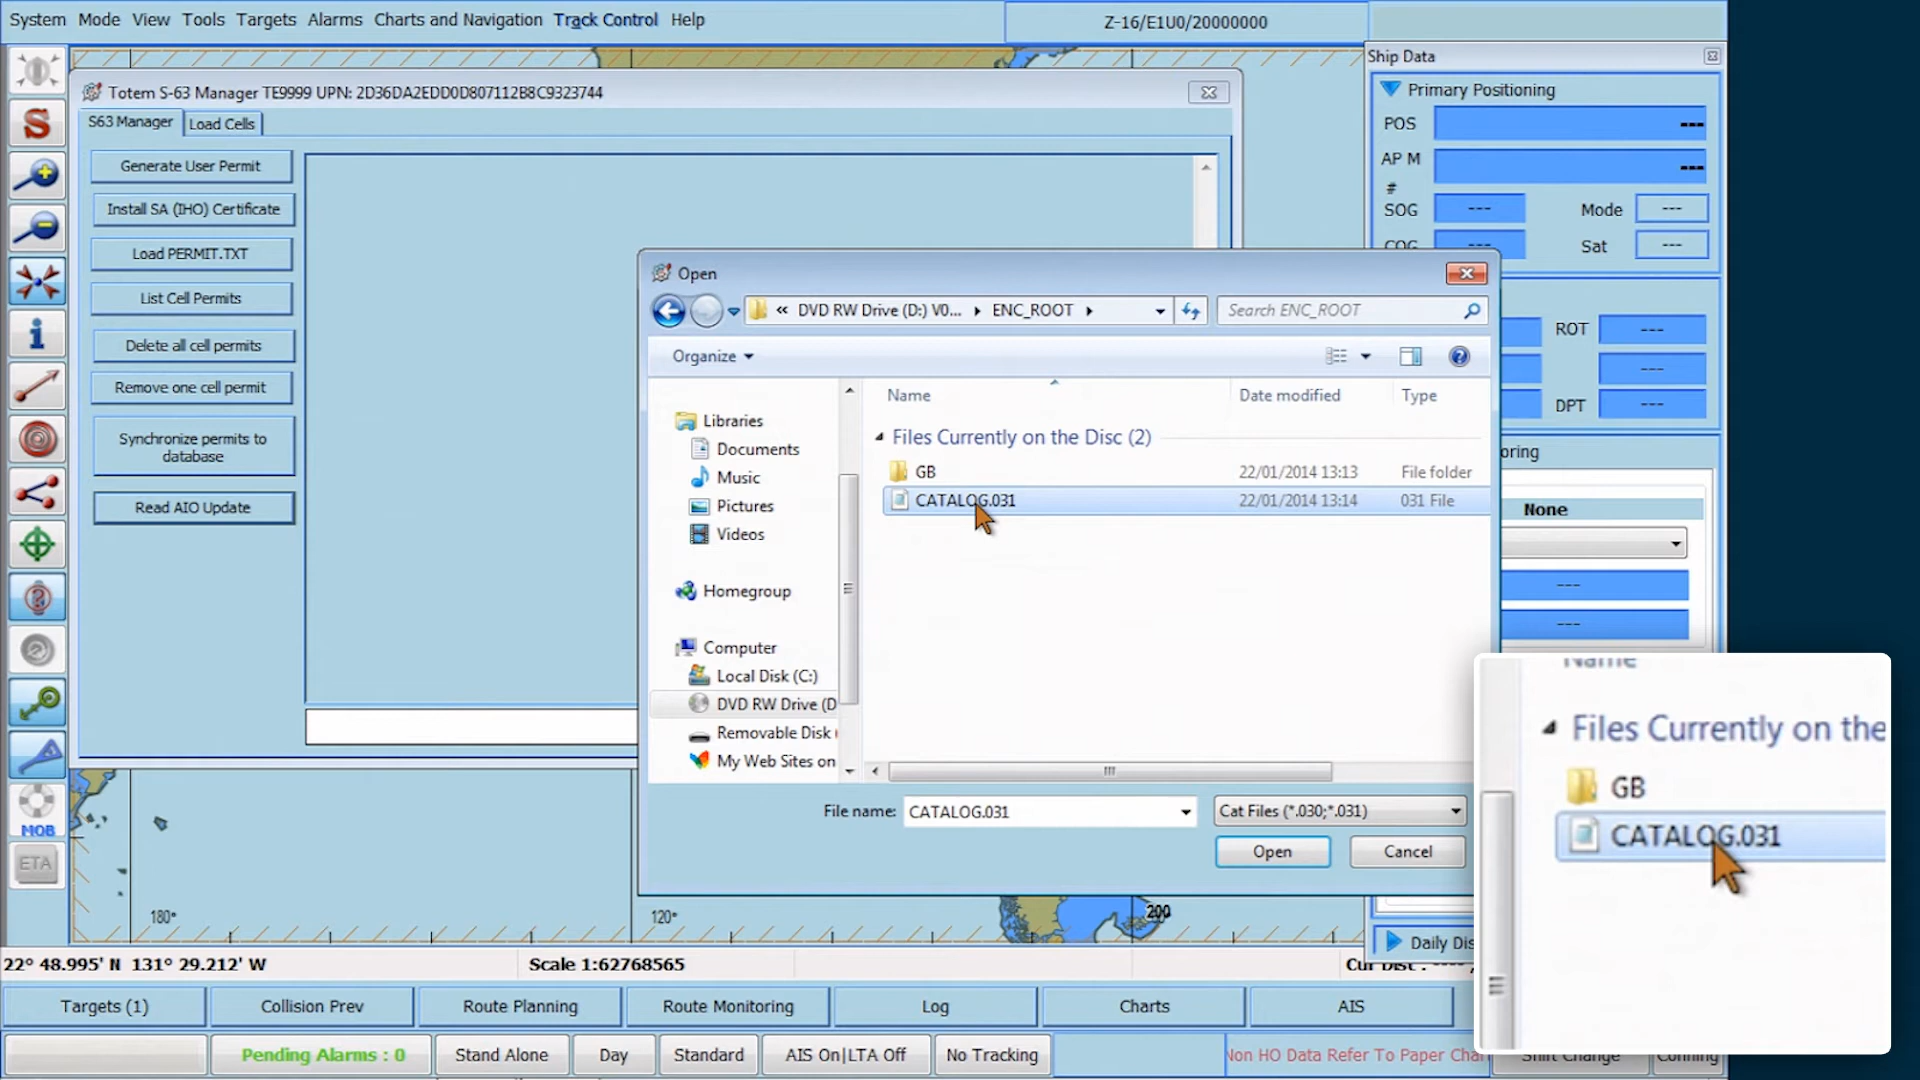 System Mode View Tools Targets Alarms Charts and Navigation Track Control Help
Z-16/E1U0/20000000
Totem S-63 Manager TE9999 UPN: 2D36DA2EDD0D807112B8C9323744
S63 Manager
Load Cells
Generate User Permit
Install SA (IHO) Certificate
Load PERMIT.TXT
List Cell Permits
Delete all cell permits
Remove one cell permit
Synchronize permits to
database
Read AIO Update
S
MOB
ETA
Open
« DVD RW Drive (D:) V0... ENC_ROOT
Search ENC_ROOT
Organize
Name Date modified Type
Files Currently on the Disc (2)
GB 22/01/2014 13:13 File folder
CATALOG.031 22/01/2014 13:14 031 File
Libraries
Documents
Music
Pictures
Videos
Homegroup
Computer
Local Disk (C:)
DVD RW Drive (D
Removable Disk
My Web Sites on
File name: CATALOG.031
Cat Files (*.030;*.031)
Open
Cancel
Ship Data
Primary Positioning
POS ---
AP M ---
#
SOG --- Mode ---
COG --- Sat ---
ROT ---
---
DPT ---
oring
None
---
---
Daily Dis
Name
Files Currently on the
GB
CATALOG.031
180°
120°
200
22° 48.995' N 131° 29.212' W
Scale 1:62768565
Cur Dist : ----
Targets (1)
Collision Prev
Route Planning
Route Monitoring
Log
Charts
AIS
Pending Alarms : 0
Stand Alone
Day
Standard
AIS On|LTA Off
No Tracking
Non HO Data Refer To Paper Char
Shift Change
Conning